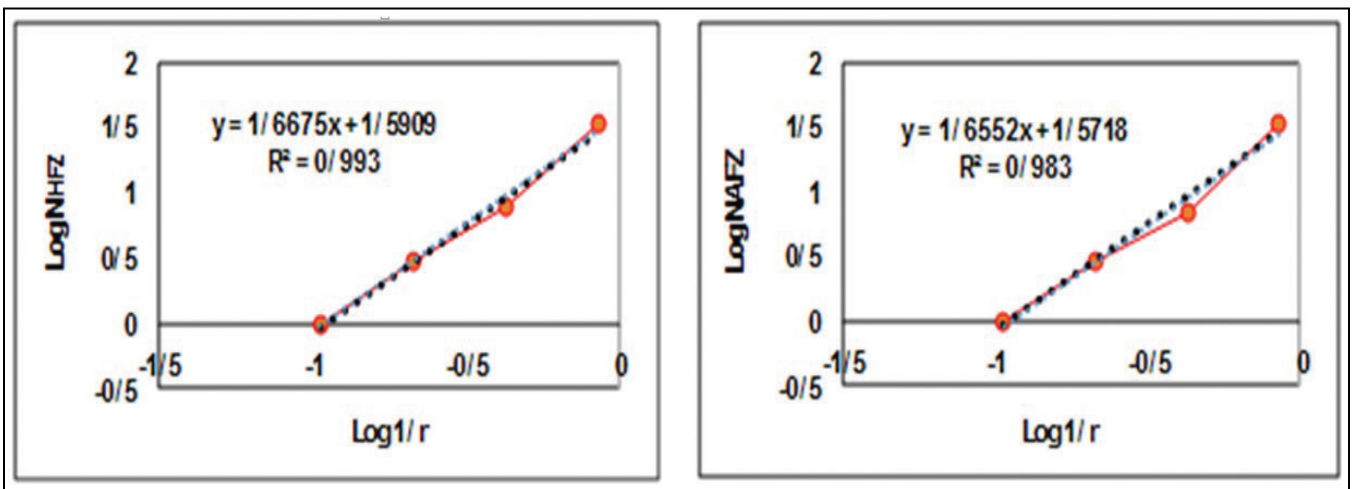 2
1/5
1
0/5
0
-0/5
-1/5
-1
-0/5
0
y = 1/6675x+1/5909
R² = 0/993
LogNHFZ
Log1/r
2
1/5
1
0/5
0
-0/5
-1/5
-1
-0/5
0
y = 1/6552x+1/5718
R² = 0/983
LogNAFZ
Log1/r